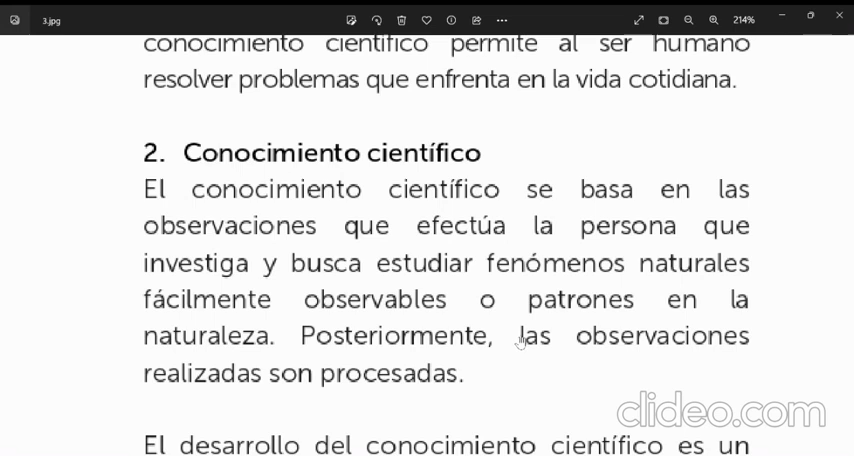 3.jpg
214%
conocimiento científico permite al ser humano
resolver problemas que enfrenta en la vida cotidiana.
2. Conocimiento científico
El conocimiento científico se basa en las
observaciones que efectúa la persona que
investiga y busca estudiar fenómenos naturales
fácilmente observables o patrones en la
naturaleza. Posteriormente, las observaciones
realizadas son procesadas.
clideo.com
El desarrollo del conocimiento científico es un